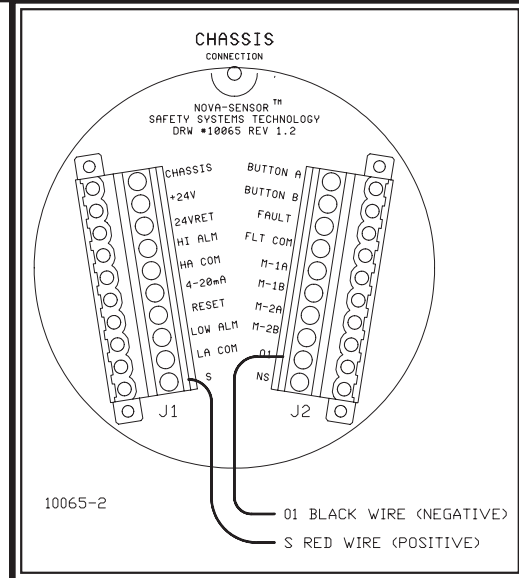 CHASSIS
CONNECTION
NOVA-SENSOR™
SAFETY SYSTEMS TECHNOLOGY
DRW #10065 REV 1.2
CHASSIS
+24V
24VRET
HI ALM
HA COM
4-20mA
RESET
LOW ALM
LA COM
S
J1
BUTTON A
BUTTON B
FAULT
FLT COM
M-1A
M-1B
M-2A
M-2B
O1
NS
J2
10065-2
O1 BLACK WIRE (NEGATIVE)
S RED WIRE (POSITIVE)